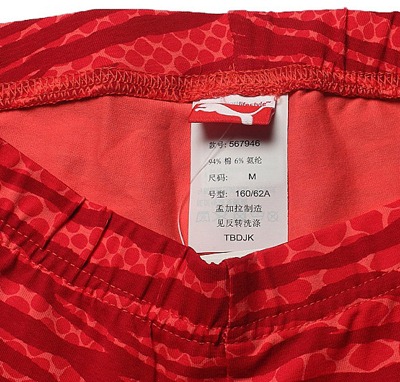 lifestyle
款号: 567946
94% 棉 6% 氨纶
尺码: M
号型: 160/62A
孟加拉制造
见反转洗涤
TBDJK